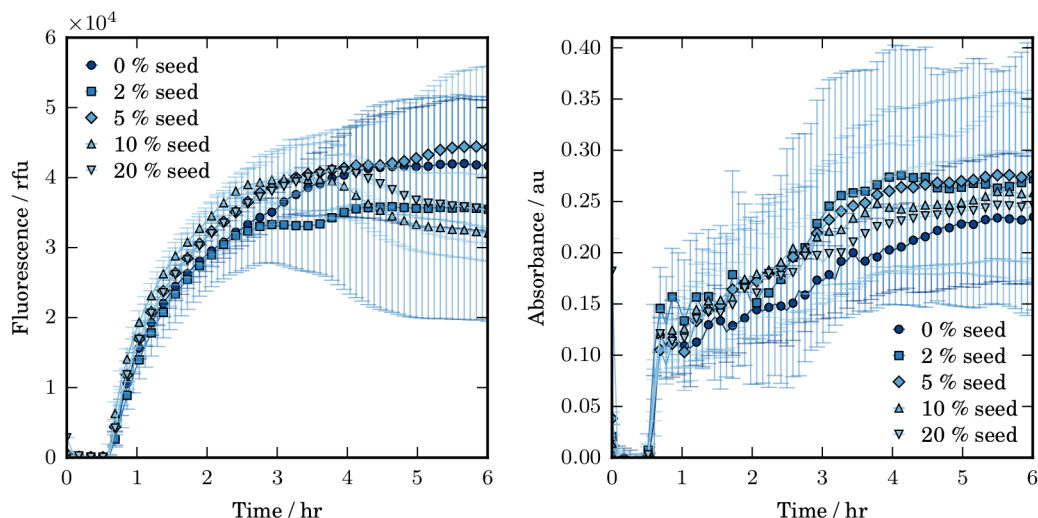 ×10⁴
6
5
4
3
2
1
0
Fluorescence / rfu
0 % seed
2 % seed
5 % seed
10 % seed
20 % seed
0 1 2 3 4 5 6
Time / hr
0.40
0.35
0.30
0.25
0.20
0.15
0.10
0.05
0.00
Absorbance / au
0 % seed
2 % seed
5 % seed
10 % seed
20 % seed
0 1 2 3 4 5 6
Time / hr